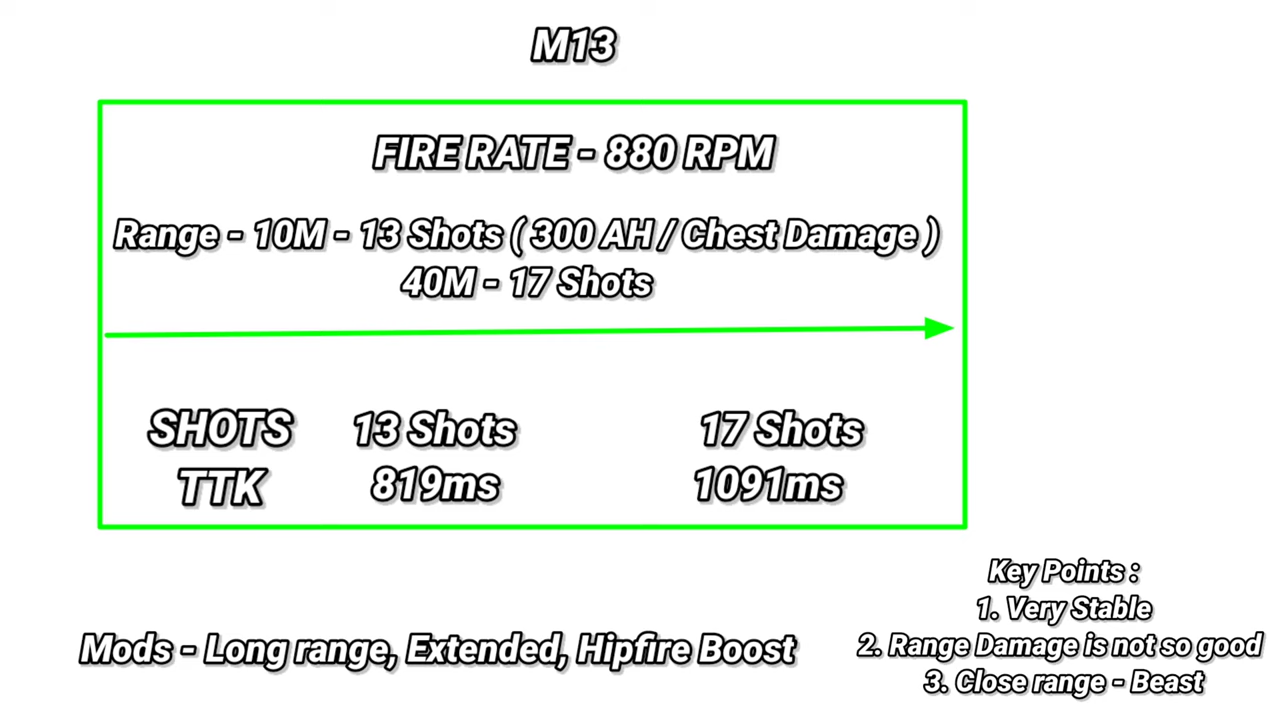 M13
FIRE RATE - 880 RPM
Range - 10M - 13 Shots ( 300 AH / Chest Damage )
40M - 17 Shots
SHOTS 13 Shots 17 Shots
TTK 819ms 1091ms
Key Points :
1. Very Stable
2. Range Damage is not so good
3. Close range - Beast
Mods - Long range, Extended, Hipfire Boost